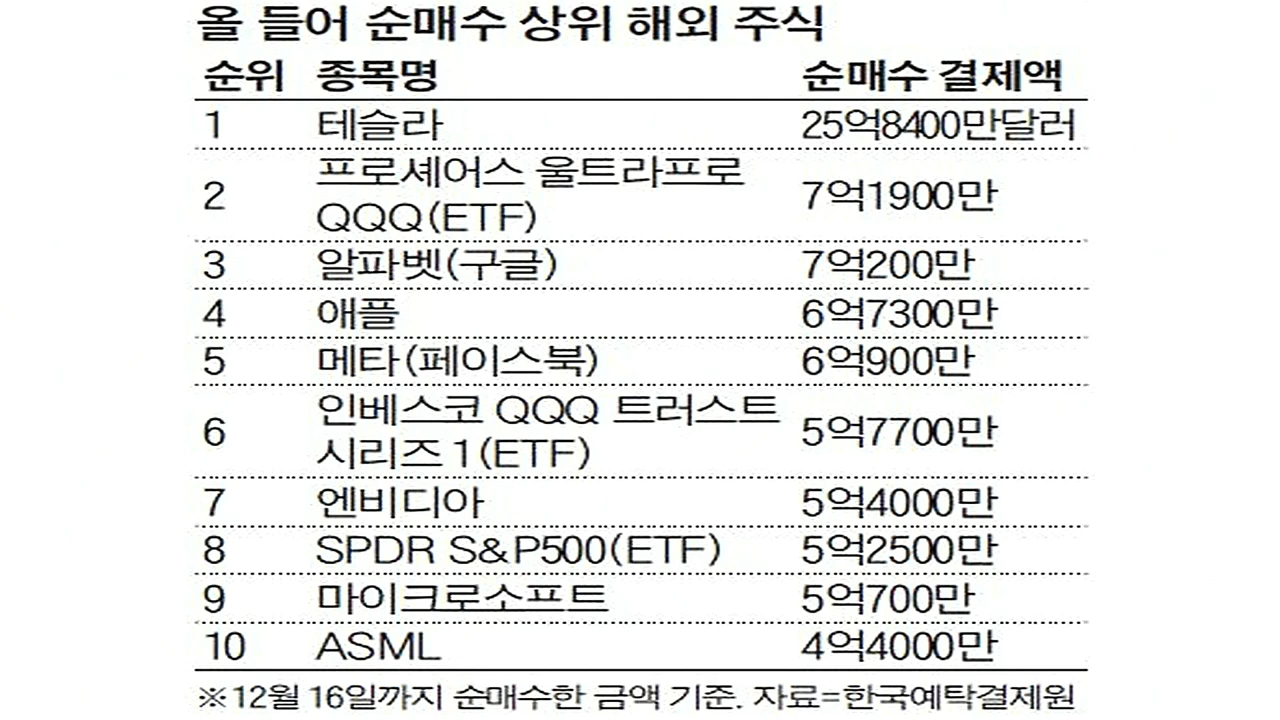 올 들어 순매수 상위 해외 주식
순위 종목명 순매수 결제액
1 테슬라 25억8400만달러
2 프로셰어스 울트라프로
QQQ(ETF) 7억1900만
3 알파벳(구글) 7억200만
4 애플 6억7300만
5 메타(페이스북) 6억900만
6 인베스코 QQQ 트러스트
시리즈 1(ETF) 5억7700만
7 엔비디아 5억4000만
8 SPDR S&P500(ETF) 5억2500만
9 마이크로소프트 5억700만
10 ASML 4억4000만
※12월 16일까지 순매수한 금액 기준. 자료=한국예탁결제원